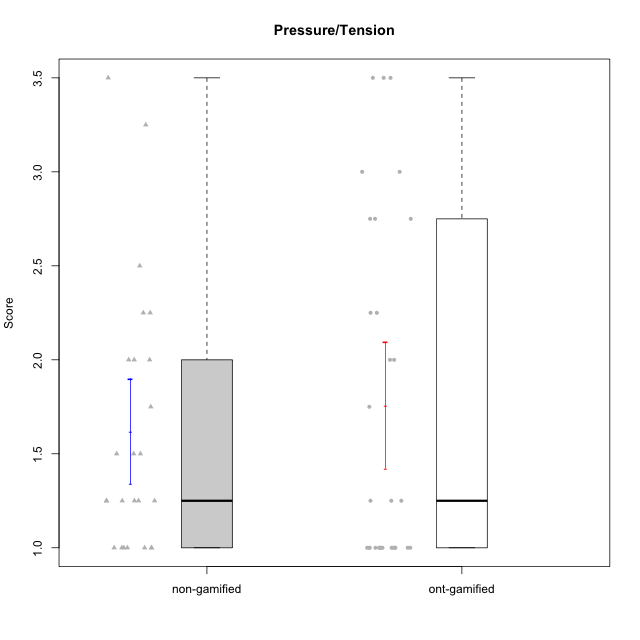 Pressure/Tension
3.5
3.0
2.5
2.0
1.5
1.0
Score
non-gamified
ont-gamified